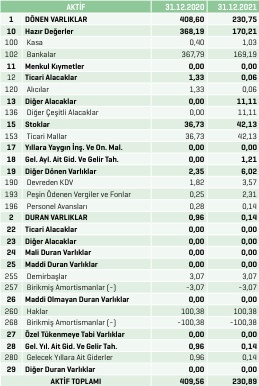 AKTİF 31.12.2020 31.12.2021
1 DÖNEN VARLIKLAR 408,60 230,75
10 Hazır Değerler 368,19 170,21
100 Kasa 0,40 1,03
102 Bankalar 367,79 169,18
11 Menkul Kıymetler 0,00 0,00
12 Ticari Alacaklar 1,33 0,06
120 Alıcılar 1,33 0,06
13 Diğer Alacaklar 0,00 11,11
136 Diğer Çeşitli Alacaklar 0,00 11,11
15 Stoklar 36,73 42,13
153 Ticari Mallar 36,73 42,13
17 Yıllara Yaygın İnş. Ve On. Mal. 0,00 0,00
18 Gel. Ayl. Ait Gid. Ve Gelir Tah. 0,00 1,21
19 Diğer Dönen Varlıklar 2,35 6,02
190 Devreden KDV 1,82 3,57
193 Peşin Ödenen Vergiler ve Fonlar 0,25 2,31
196 Personel Avansları 0,28 0,14
2 DURAN VARLIKLAR 0,96 0,14
22 Ticari Alacaklar 0,00 0,00
23 Diğer Alacaklar 0,00 0,00
24 Mali Duran Varlıklar 0,00 0,00
25 Maddi Duran Varlıklar 0,00 0,00
255 Demirbaşlar 3,07 3,07
257 Birikmiş Amortismanlar (-) -3,07 -3,07
26 Maddi Olmayan Duran Varlıklar 0,00 0,00
260 Haklar 100,38 100,38
268 Birikmiş Amortismanlar (-) -100,38 -100,38
27 Özel Tükenmeye Tabi Varlıklar 0,00 0,00
28 Gel. Yıl. Ait Gid. Ve Gelir Tah. 0,96 0,14
280 Gelecek Yıllara Ait Giderler 0,96 0,14
29 Diğer Duran Varlıklar 0,00 0,00
AKTİF TOPLAMI 409,56 230,89